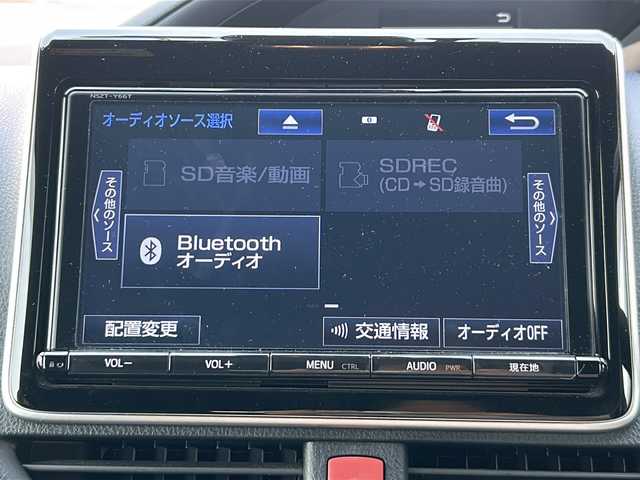 NSZT-Y66T
オーディオソース選択
0
SD音楽/動画
SDREC
(CD➡SD録音曲)
その他のソース
その他のソース
Bluetooth
オーディオ
配置変更
交通情報
オーディオOFF
VOL−
VOL+
MENU CTRL
AUDIO PWR
現在地